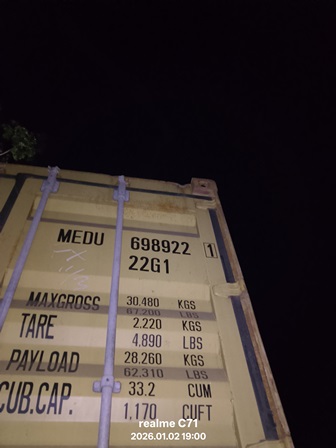 MEDU 698922 1
22G1
MAXGROSS 30.480 KGS
67.200 LBS
TARE 2.220 KGS
4.890 LBS
PAYLOAD 28.260 KGS
62.310 LBS
CUB.CAP. 33.2 CUM
1.170 CUFT
realme C71
2026.01.02 19:00